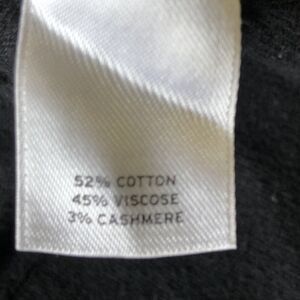 52% COTTON
45% VISCOSE
3% CASHMERE